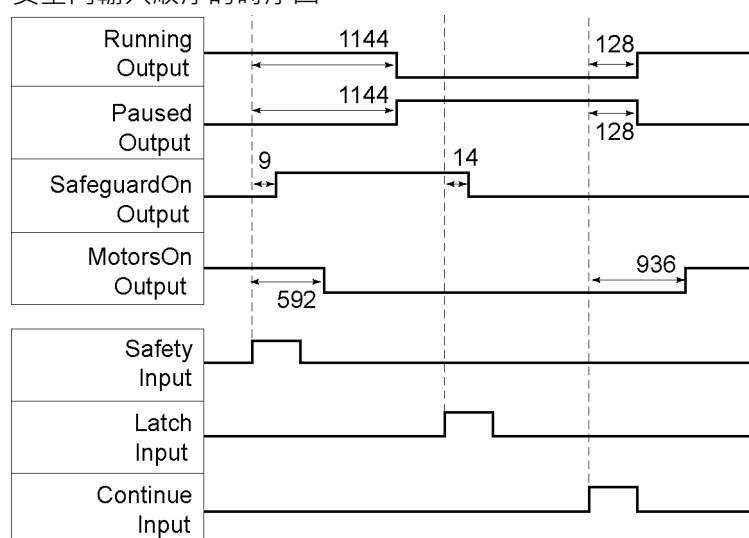 Running
Output
1144
128
Paused
Output
1144
128
SafeguardOn
Output
9
14
MotorsOn
Output
592
936
Safety
Input
Latch
Input
Continue
Input